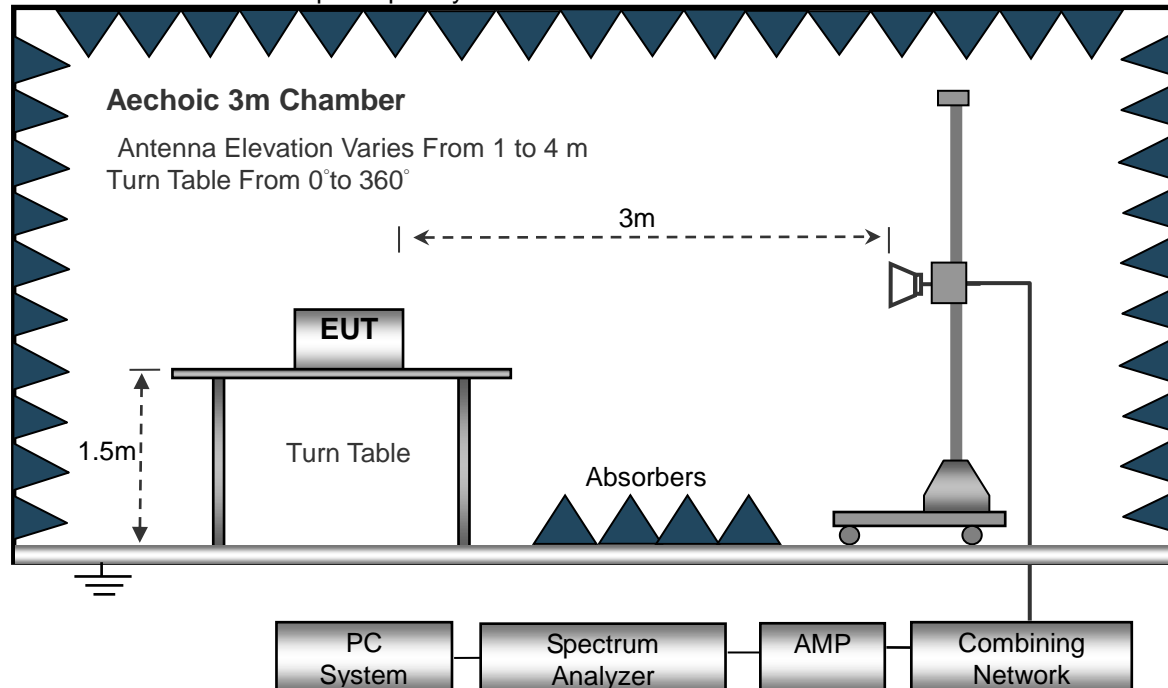 Aechoic 3m Chamber
Antenna Elevation Varies From 1 to 4 m
Turn Table From 0°to 360°
3m
EUT
1.5m
Turn Table
Absorbers
PC
System
Spectrum
Analyzer
AMP
Combining
Network